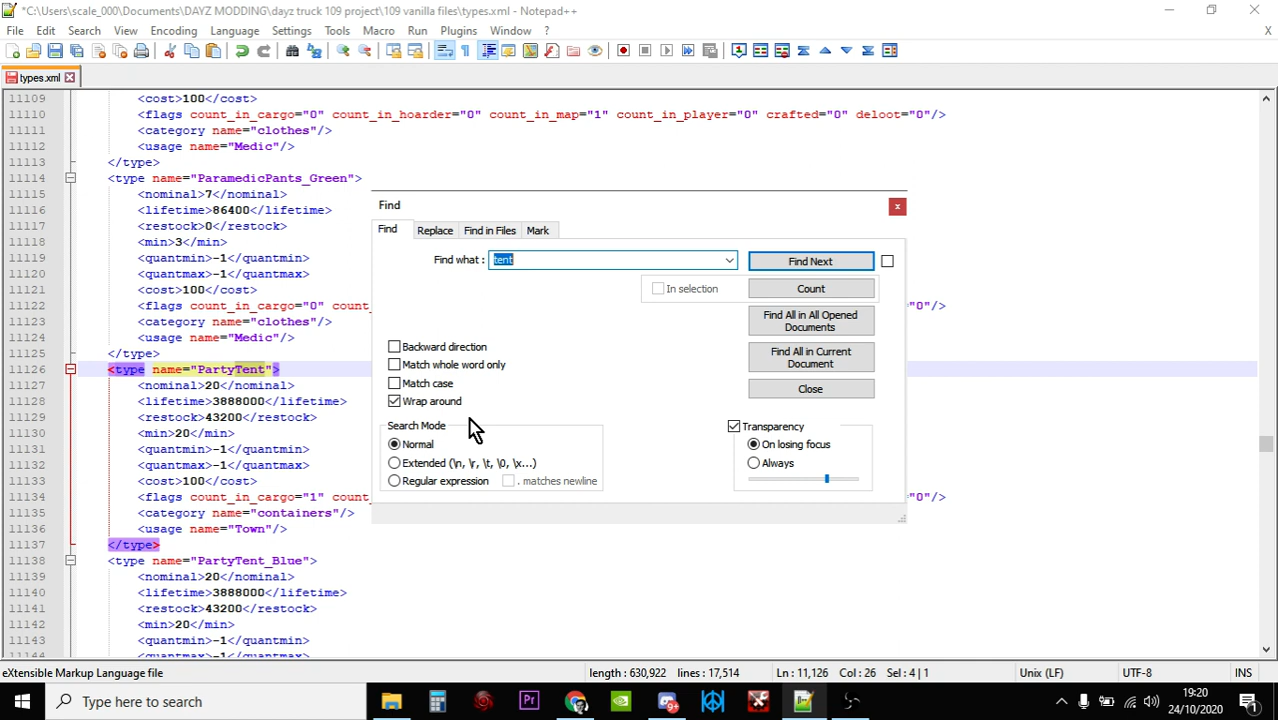 *C:\Users\scale_000\Documents\DAYZ MODDING\dayz truck 109 project\109 vanilla files\types.xml - Notepad++
File Edit Search View Encoding Language Settings Tools Macro Run Plugins Window ? X
types.xml
11109 <cost>100</cost>
11110 <flags count_in_cargo="0" count_in_hoarder="0" count_in_map="1" count_in_player="0" crafted="0" deloot="0"/>
11111 <category name="clothes"/>
11112 <usage name="Medic"/>
11113 </type>
11114 <type name="ParamedicPants_Green">
11115 <nominal>7</nominal>
11116 <lifetime>86400</lifetime>
11117 <restock>0</restock>
11118 <min>3</min>
11119 <quantmin>-1</quantmin>
11120 <quantmax>-1</quantmax>
11121 <cost>100</cost>
11122 <flags count_in_cargo="0" count_ "0"/>
11123 <category name="clothes"/>
11124 <usage name="Medic"/>
11125 </type>
11126 <type name="PartyTent">
11127 <nominal>20</nominal>
11128 <lifetime>3888000</lifetime>
11129 <restock>43200</restock>
11130 <min>20</min>
11131 <quantmin>-1</quantmin>
11132 <quantmax>-1</quantmax>
11133 <cost>100</cost>
11134 <flags count_in_cargo="1" count_ "0"/>
11135 <category name="containers"/>
11136 <usage name="Town"/>
11137 </type>
11138 <type name="PartyTent_Blue">
11139 <nominal>20</nominal>
11140 <lifetime>3888000</lifetime>
11141 <restock>43200</restock>
11142 <min>20</min>
11143 <quantmin>-1</quantmin>
11144 <quantmax>-1</quantmax>
Find x
Find Replace Find in Files Mark
Find what : tent Find Next
In selection Count
Find All in All Opened
Documents
Backward direction
Match whole word only
Find All in Current
Document
Match case
Wrap around
Close
Search Mode
Normal
Extended (\n, \r, \t, \0, \x...)
Regular expression . matches newline
Transparency
On losing focus
Always
eXtensible Markup Language file length : 630,922 lines : 17,514 Ln : 11,126 Col : 26 Sel : 4 | 1 Unix (LF) UTF-8 INS
Type here to search
Pr
19:20
24/10/2020
1